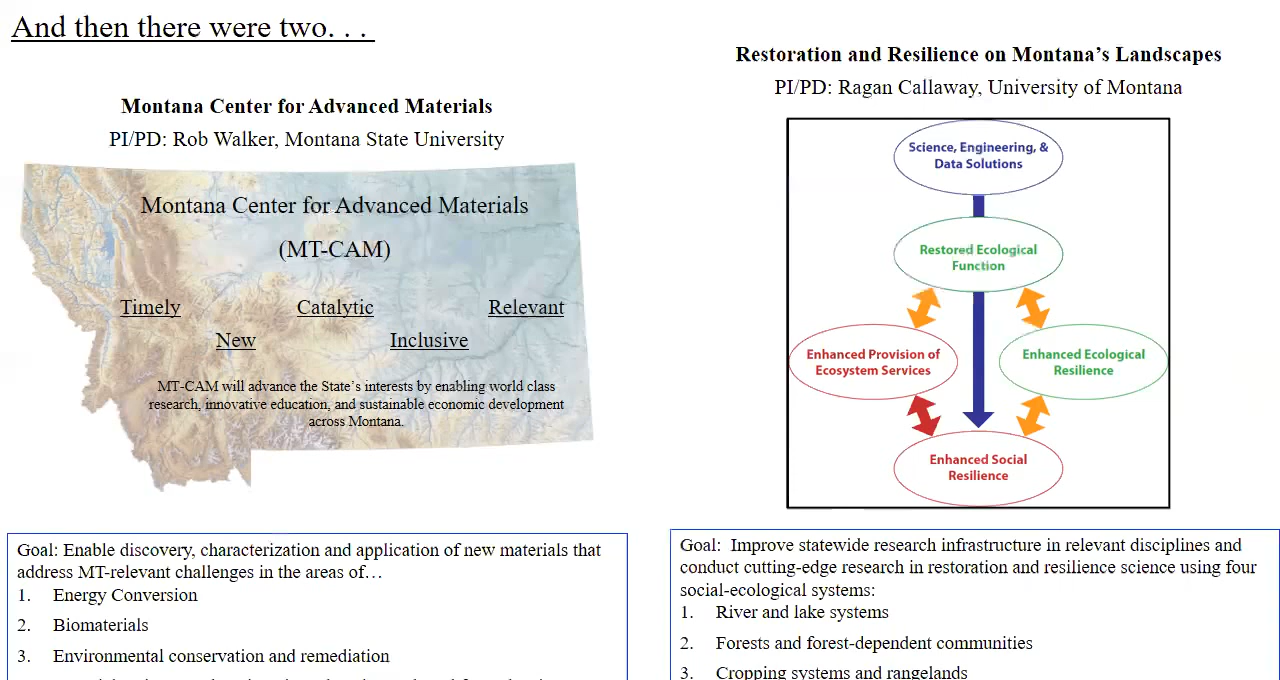 And then there were two. . .
Montana Center for Advanced Materials
PI/PD: Rob Walker, Montana State University
Montana Center for Advanced Materials
(MT-CAM)
Timely Catalytic Relevant
New Inclusive
MT-CAM will advance the State's interests by enabling world class
research, innovative education, and sustainable economic development
across Montana.
Goal: Enable discovery, characterization and application of new materials that
address MT-relevant challenges in the areas of…
1. Energy Conversion
2. Biomaterials
3. Environmental conservation and remediation
Restoration and Resilience on Montana's Landscapes
PI/PD: Ragan Callaway, University of Montana
Science, Engineering, &
Data Solutions
Restored Ecological
Function
Enhanced Provision of
Ecosystem Services
Enhanced Ecological
Resilience
Enhanced Social
Resilience
Goal: Improve statewide research infrastructure in relevant disciplines and
conduct cutting-edge research in restoration and resilience science using four
social-ecological systems:
1. River and lake systems
2. Forests and forest-dependent communities
3. Cropping systems and rangelands